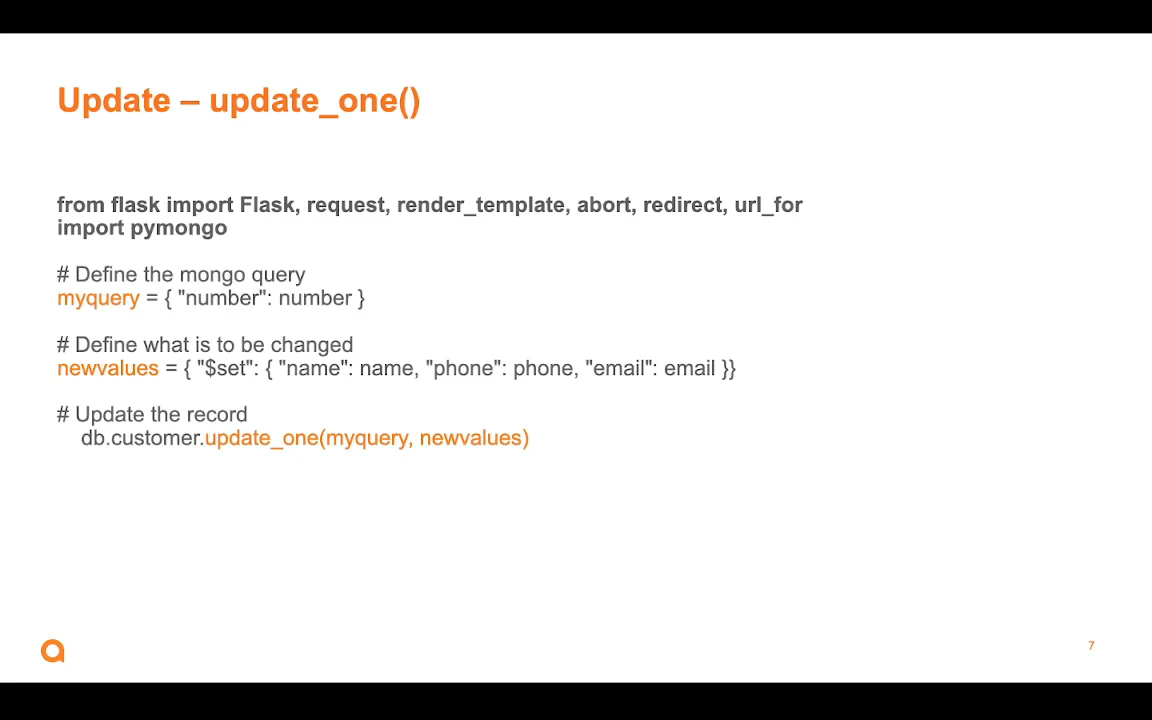 Update – update_one()
from flask import Flask, request, render_template, abort, redirect, url_for
import pymongo
# Define the mongo query
myquery = { "number": number }
# Define what is to be changed
newvalues = { "$set": { "name": name, "phone": phone, "email": email }}
# Update the record
db.customer.update_one(myquery, newvalues)
7